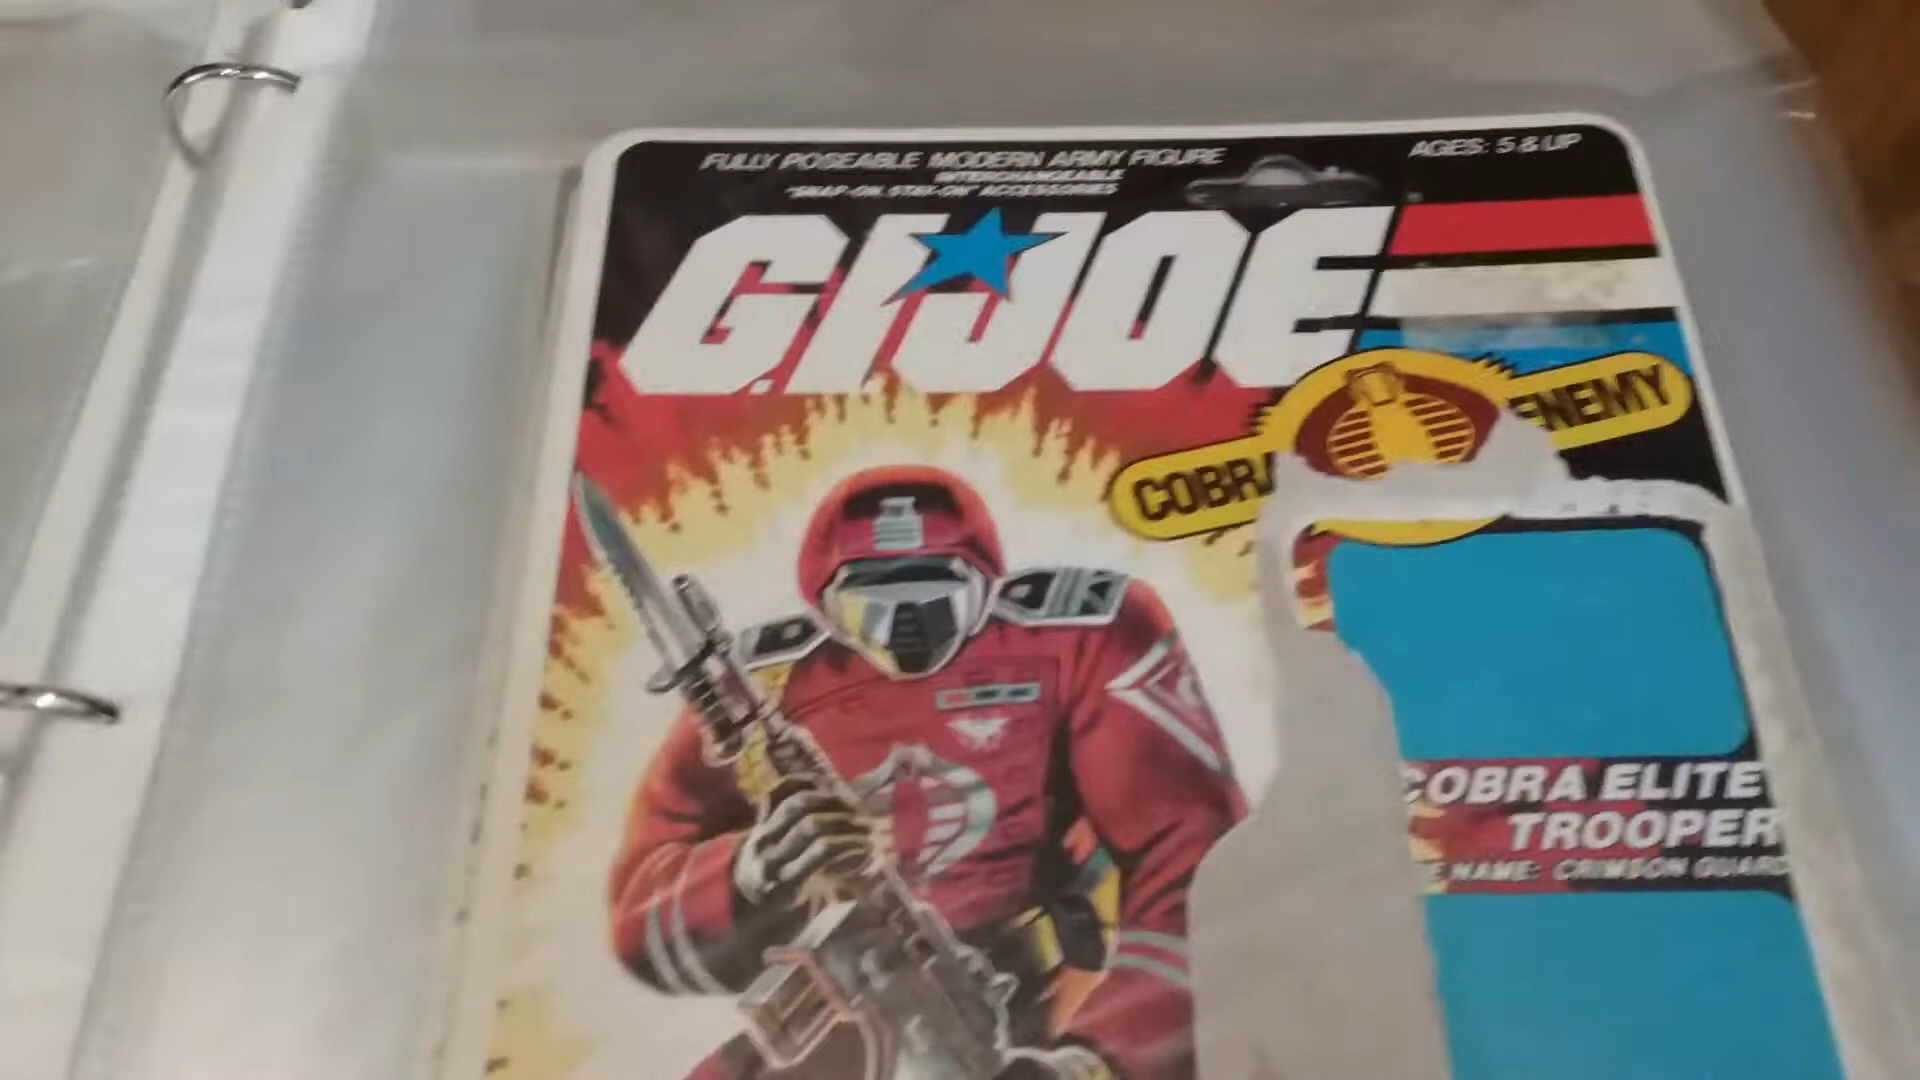 FULLY POSEABLE MODERN ARMY FIGURE
INTERCHANGEABLE
"SNAP-ON, STAY-ON" ACCESSORIES
AGES: 5 & UP
G.I.JOE
COBRA ENEMY
COBRA ELITE
TROOPER
NAME: CRIMSON GUARD